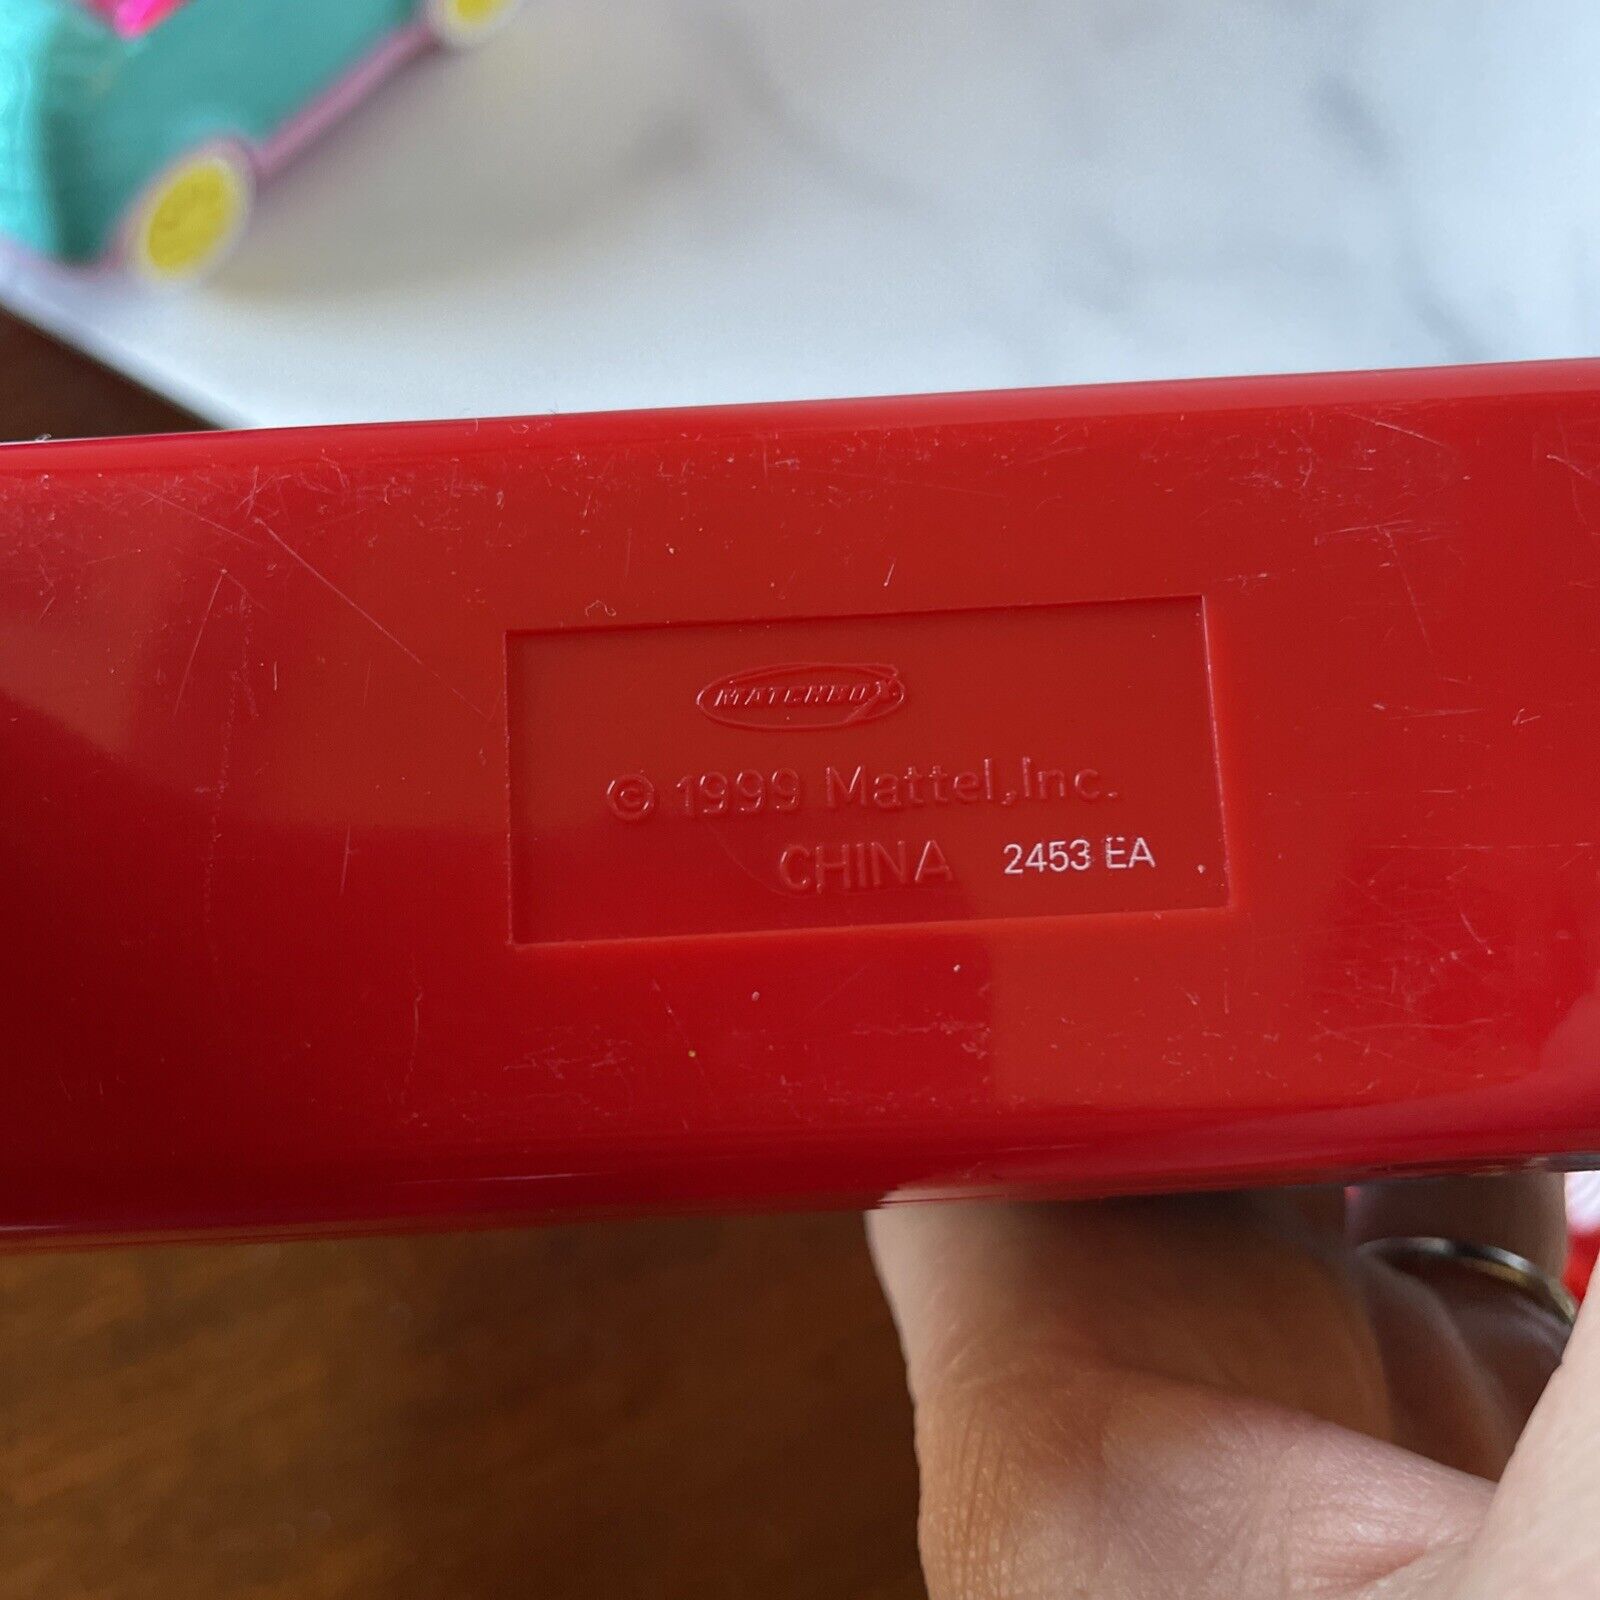 MATCHBOX
© 1999 Mattel,Inc.
CHINA 2453 EA